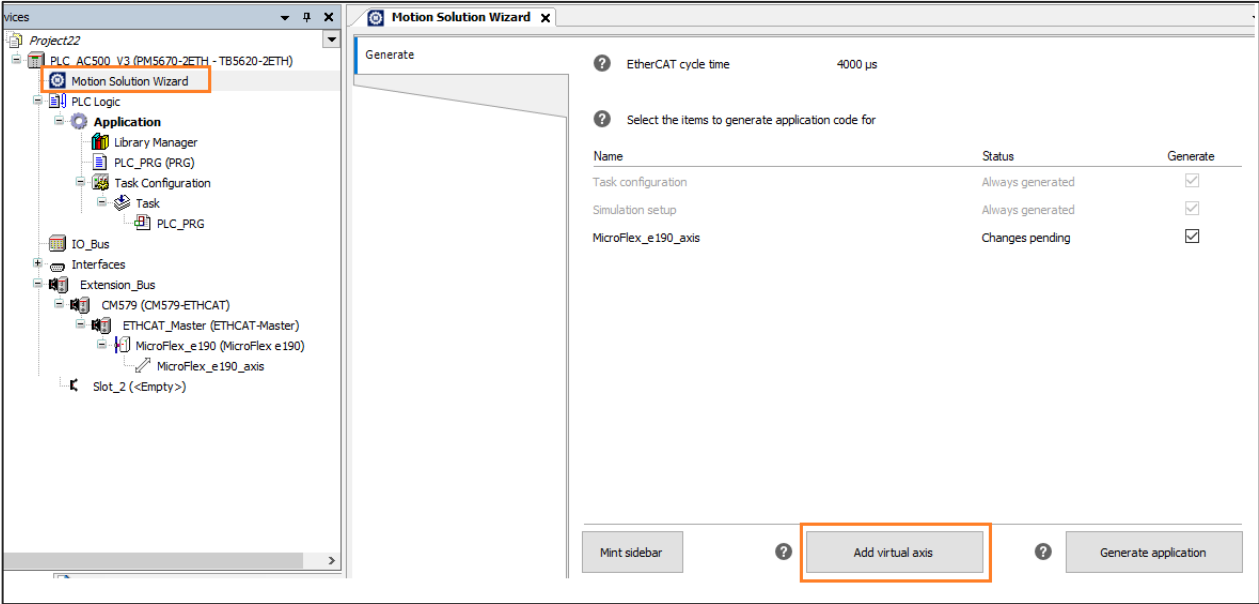 vices
Project22
PLC_AC500_V3 (PM5670-2ETH - TB5620-2ETH)
Motion Solution Wizard
PLC Logic
Application
Library Manager
PLC_PRG (PRG)
Task Configuration
Task
PLC_PRG
IO_Bus
Interfaces
Extension_Bus
CM579 (CM579-ETHCAT)
ETHCAT_Master (ETHCAT-Master)
MicroFlex_e190 (MicroFlex e190)
MicroFlex_e190_axis
Slot_2 (<Empty>)
Motion Solution Wizard
Generate
EtherCAT cycle time 4000 µs
Select the items to generate application code for
Name Status Generate
Task configuration Always generated
Simulation setup Always generated
MicroFlex_e190_axis Changes pending
Mint sidebar Add virtual axis Generate application